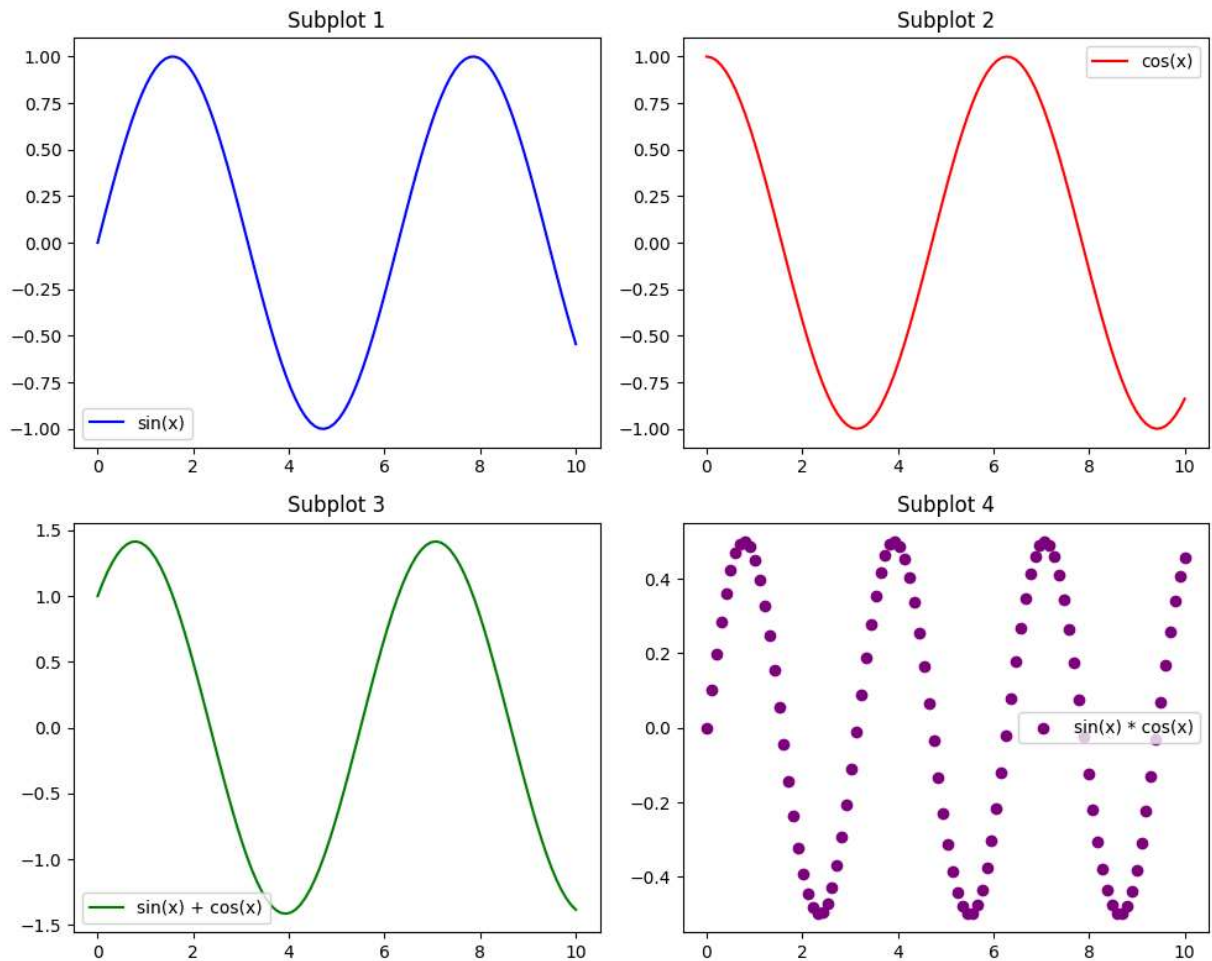 Subplot 1
1.00
0.75
0.50
0.25
0.00
−0.25
−0.50
−0.75
−1.00
sin(x)
0 2 4 6 8 10
Subplot 2
1.00
0.75
0.50
0.25
0.00
−0.25
−0.50
−0.75
−1.00
cos(x)
0 2 4 6 8 10
Subplot 3
1.5
1.0
0.5
0.0
−0.5
−1.0
−1.5
sin(x) + cos(x)
0 2 4 6 8 10
Subplot 4
0.4
0.2
0.0
−0.2
−0.4
sin(x) * cos(x)
0 2 4 6 8 10